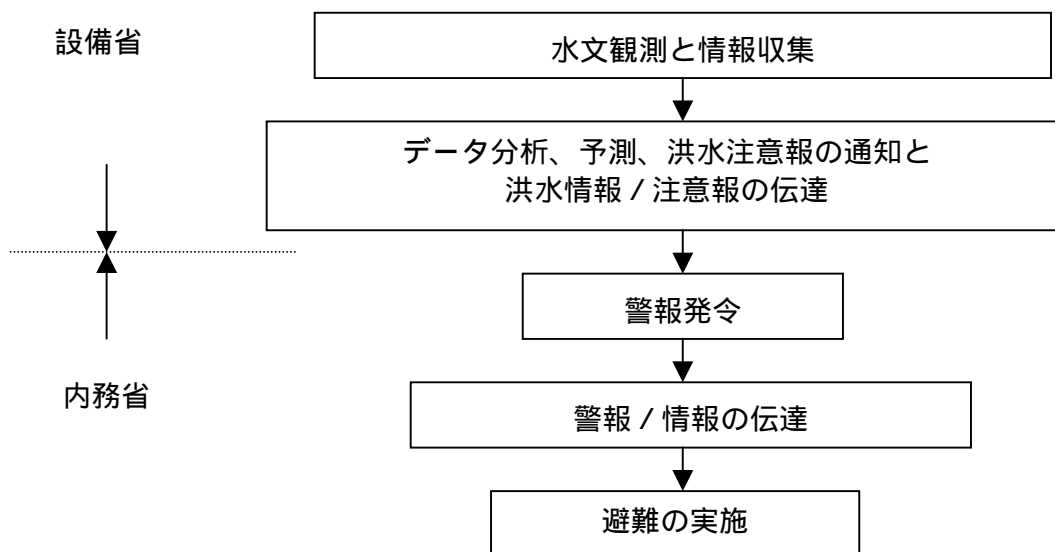 設備省
水文観測と情報収集
データ分析、予測、洪水注意報の通知と
洪水情報 / 注意報の伝達
警報発令
内務省
警報 / 情報の伝達
避難の実施